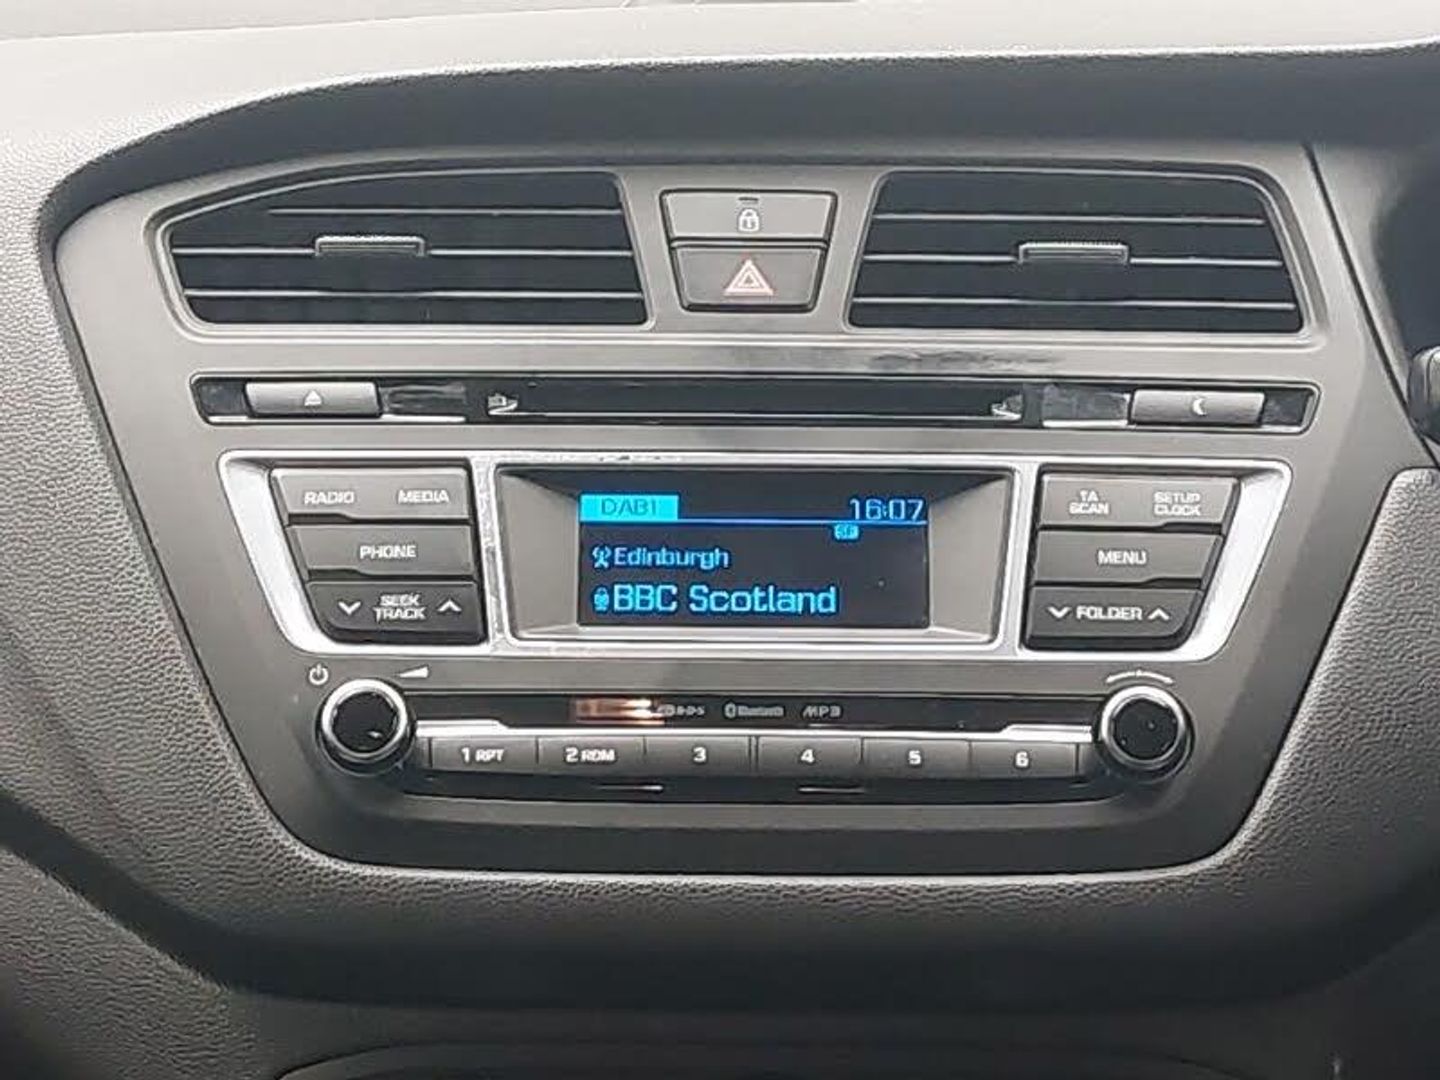 RADIO MEDIA
PHONE
SEEK
TRACK
DAB1 16:07
Edinburgh
BBC Scotland
TA
SCAN
SETUP
CLOCK
MENU
FOLDER
R·D·S Bluetooth MP3
1 RPT 2 RDM 3 4 5 6